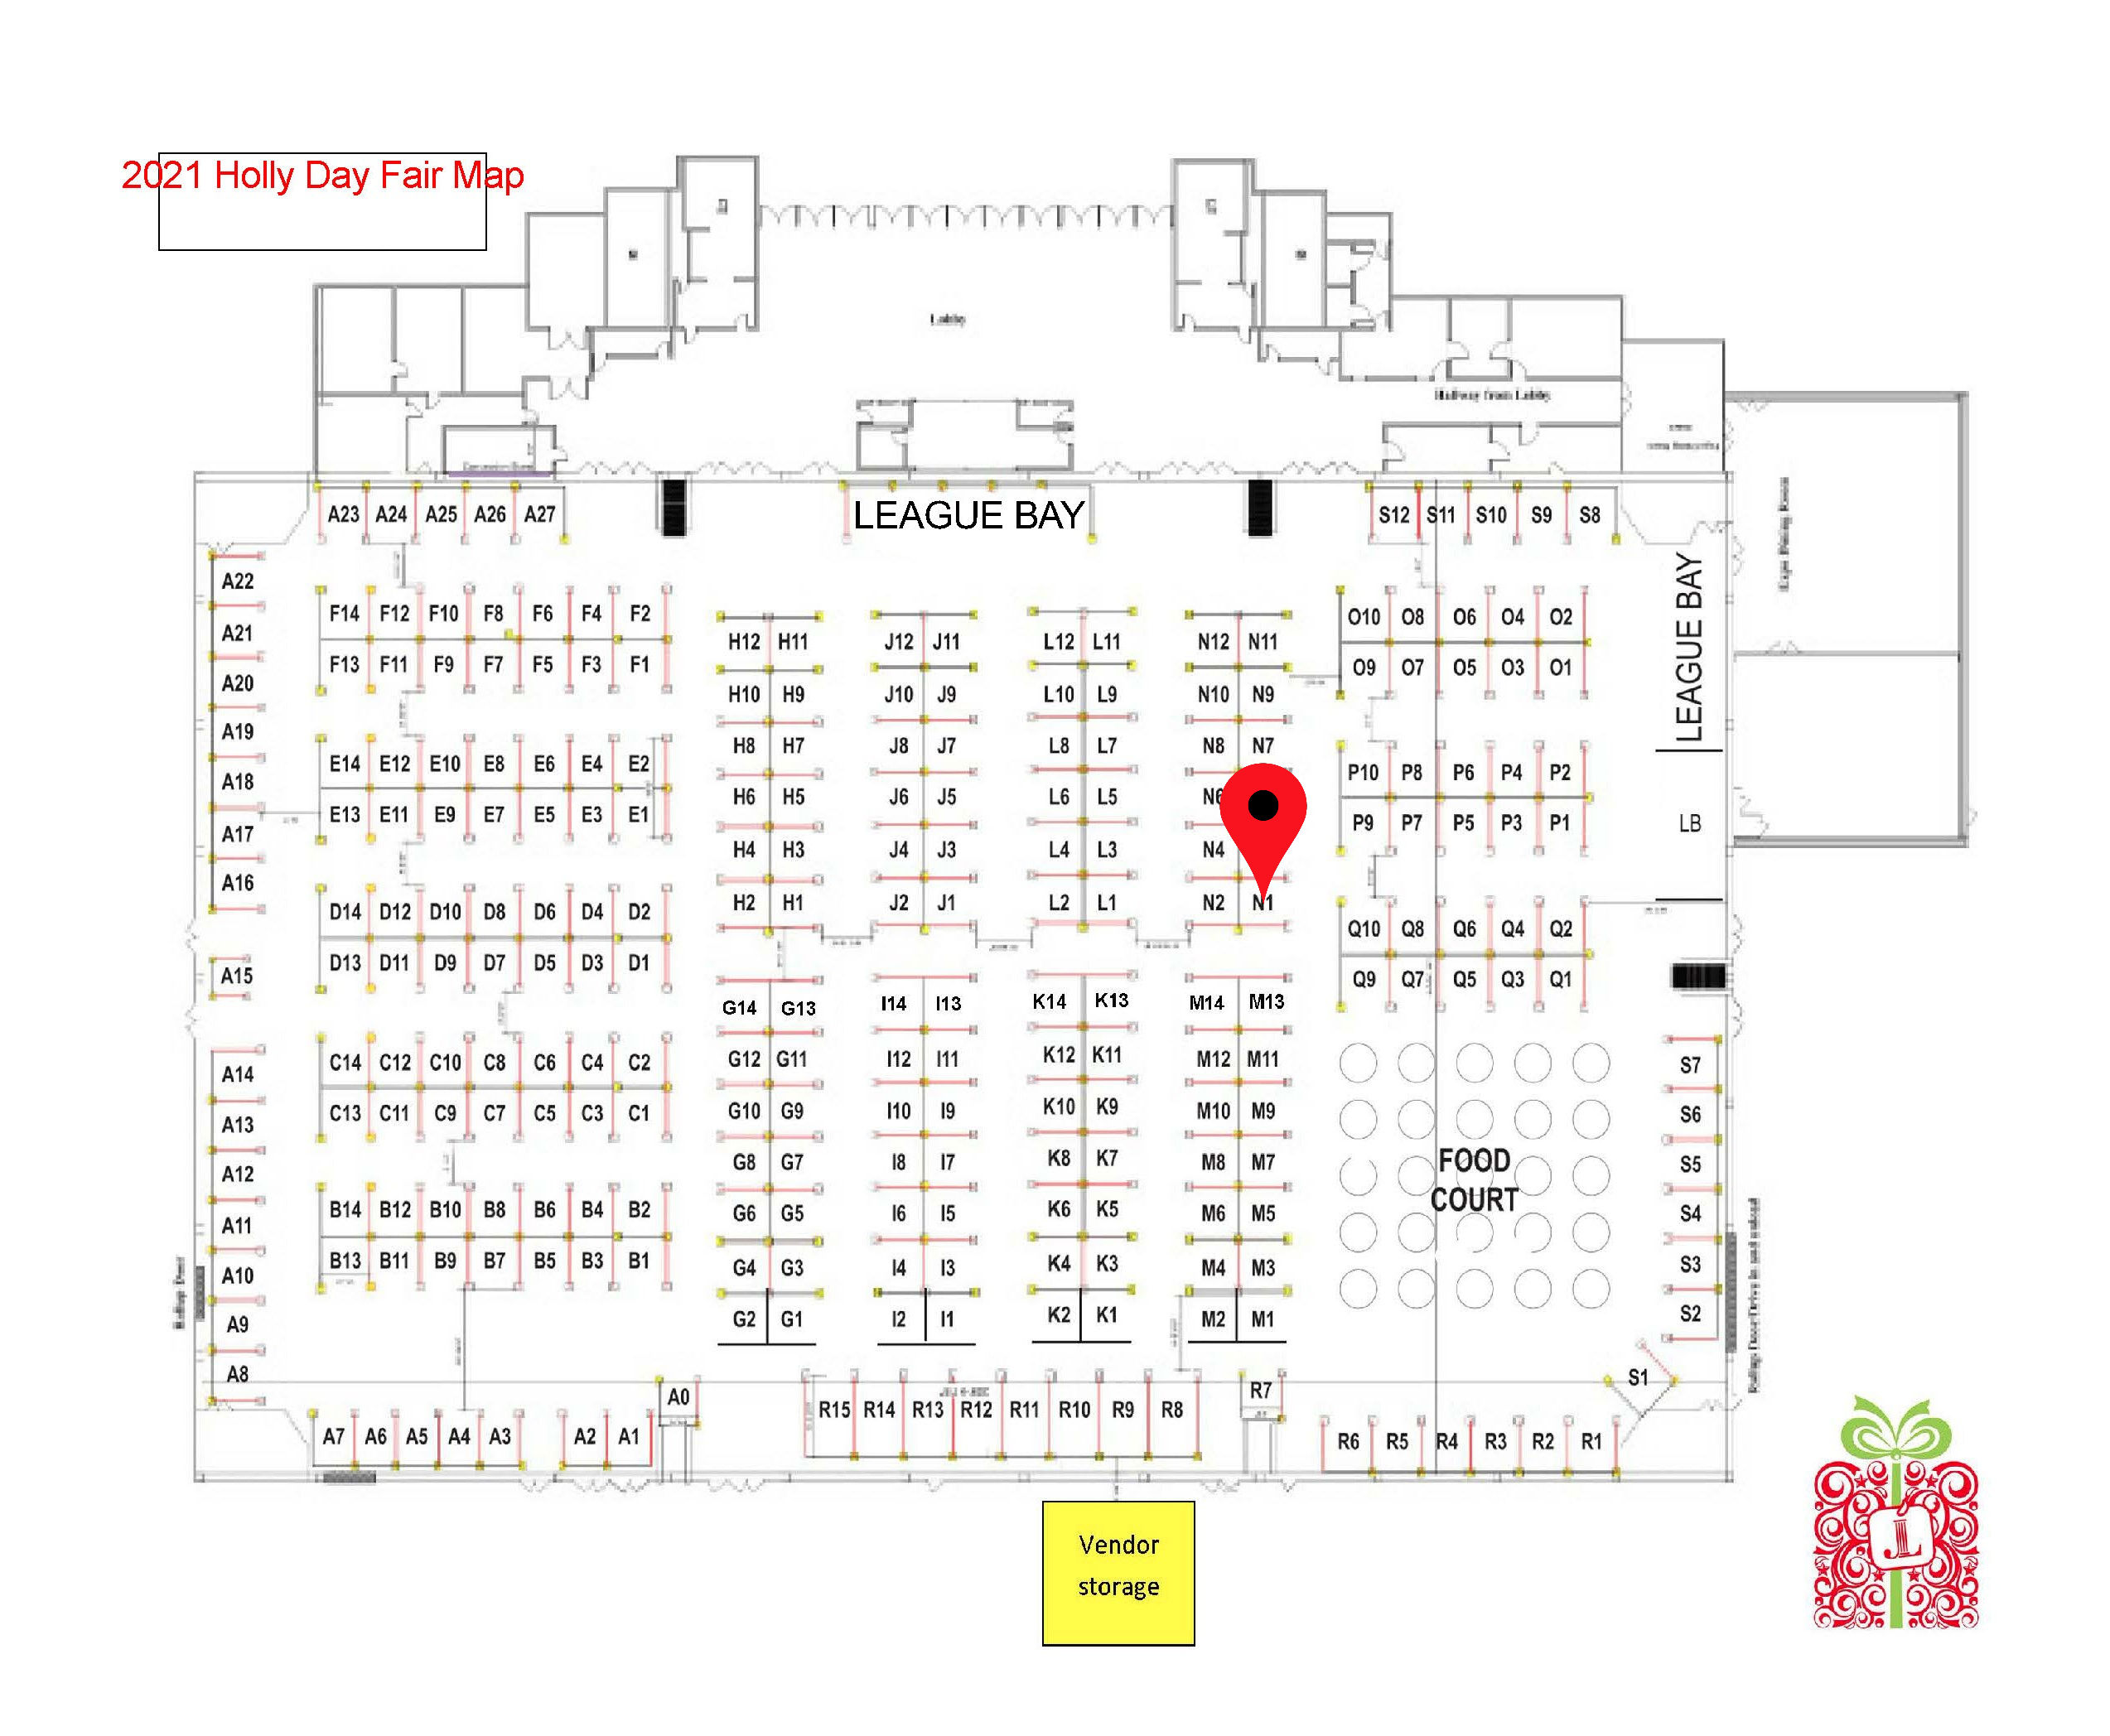 2021 Holly Day Fair Map
Lobby
Hallway from Lobby
LEAGUE BAY
A23 A24 A25 A26 A27
S12 S11 S10 S9 S8
A22
A21
A20
A19
A18
A17
A16
A15
A14
A13
A12
A11
A10
A9
A8
F14 F12 F10 F8 F6 F4 F2
F13 F11 F9 F7 F5 F3 F1
E14 E12 E10 E8 E6 E4 E2
E13 E11 E9 E7 E5 E3 E1
D14 D12 D10 D8 D6 D4 D2
D13 D11 D9 D7 D5 D3 D1
C14 C12 C10 C8 C6 C4 C2
C13 C11 C9 C7 C5 C3 C1
B14 B12 B10 B8 B6 B4 B2
B13 B11 B9 B7 B5 B3 B1
H12 H11
H10 H9
H8 H7
H6 H5
H4 H3
H2 H1
G14 G13
G12 G11
G10 G9
G8 G7
G6 G5
G4 G3
G2 G1
J12 J11
J10 J9
J8 J7
J6 J5
J4 J3
J2 J1
I14 I13
I12 I11
I10 I9
I8 I7
I6 I5
I4 I3
I2 I1
L12 L11
L10 L9
L8 L7
L6 L5
L4 L3
L2 L1
K14 K13
K12 K11
K10 K9
K8 K7
K6 K5
K4 K3
K2 K1
N12 N11
N10 N9
N8 N7
N6
N4
N2 N1
M14 M13
M12 M11
M10 M9
M8 M7
M6 M5
M4 M3
M2 M1
O10 O8 O6 O4 O2
O9 O7 O5 O3 O1
P10 P8 P6 P4 P2
P9 P7 P5 P3 P1
Q10 Q8 Q6 Q4 Q2
Q9 Q7 Q5 Q3 Q1
LEAGUE BAY
LB
FOOD
COURT
S7
S6
S5
S4
S3
S2
S1
A7 A6 A5 A4 A3 A2 A1
A0
R15 R14 R13 R12 R11 R10 R9 R8
R7
R6 R5 R4 R3 R2 R1
Vendor
storage
JL